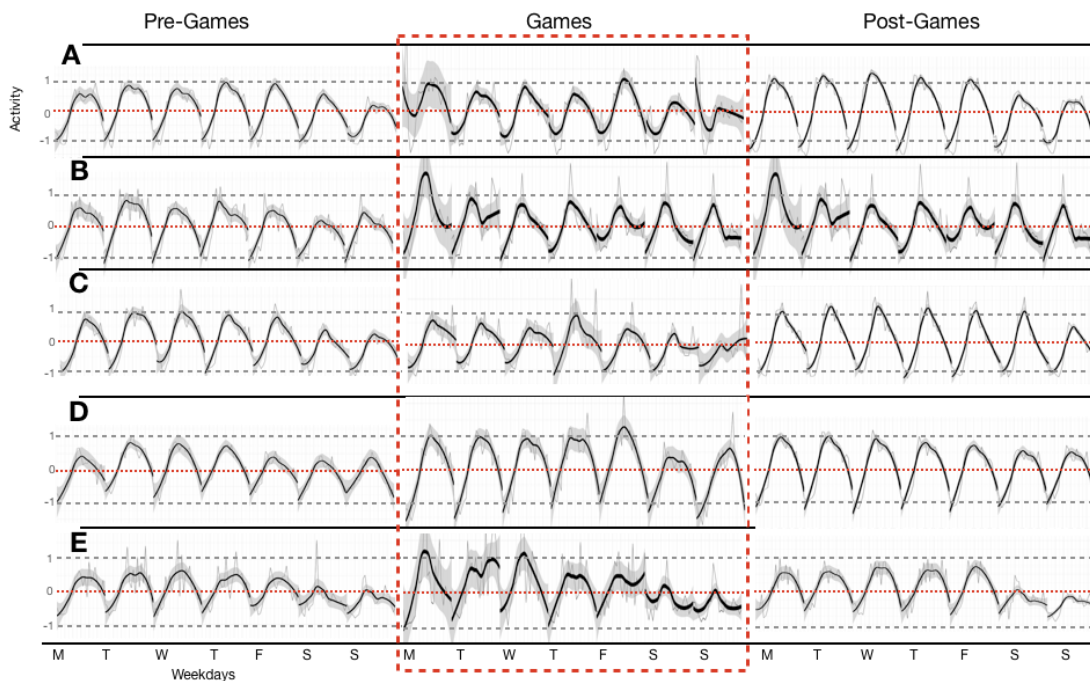 Pre-Games Games Post-Games
A
Activity
1
0
-1
B
1
0
-1
C
1
0
-1
D
1
0
-1
E
1
0
-1
M T W T F S S M T W T F S S M T W T F S S
Weekdays